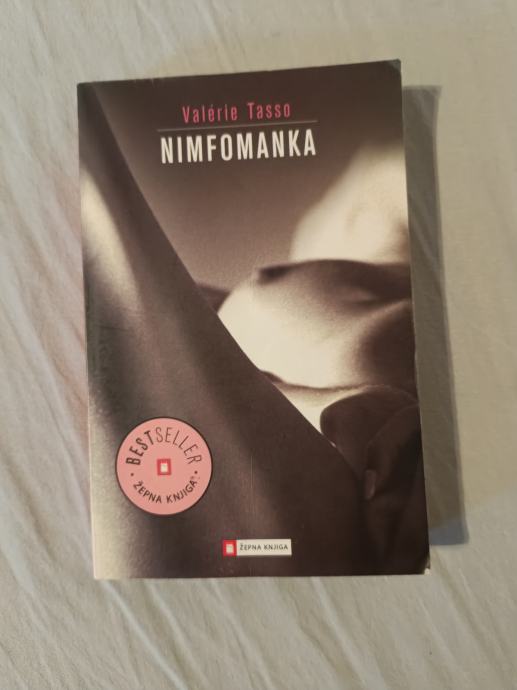 Valérie Tasso
NIMFOMANKA
BESTSELLER
ŽEPNA KNJIGA
ŽEPNA KNJIGA